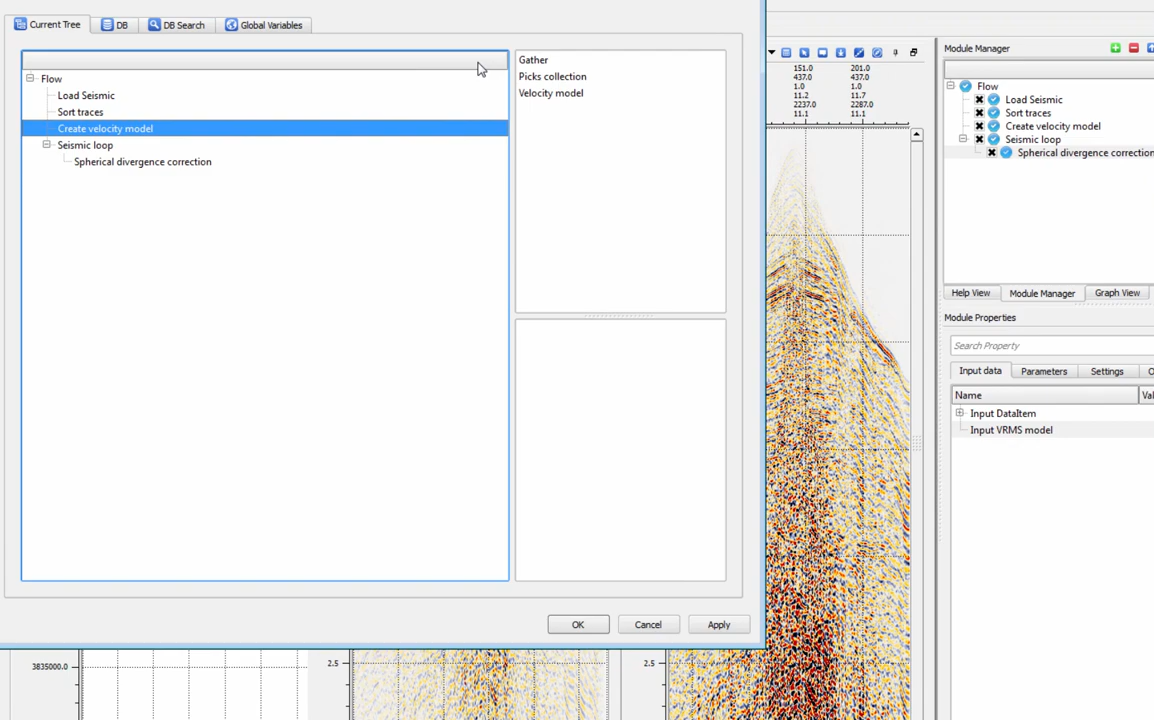 Current Tree
DB
DB Search
Global Variables
Flow
Load Seismic
Sort traces
Create velocity model
Seismic loop
Spherical divergence correction
Gather
Picks collection
Velocity model
OK
Cancel
Apply
151.0 201.0
437.0 437.0
1.0 1.0
11.2 11.7
2237.0 2287.0
11.1 11.1
3835000.0
2.5
2.5
Module Manager
Flow
Load Seismic
Sort traces
Create velocity model
Seismic loop
Spherical divergence correction
Help View
Module Manager
Graph View
Module Properties
Search Property
Input data
Parameters
Settings
Name
Input DataItem
Input VRMS model